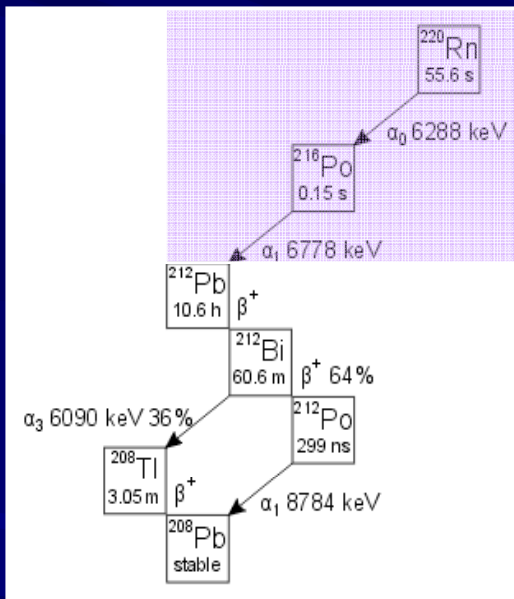 ²²⁰Rn
55.6 s
α₀ 6288 keV
²¹⁶Po
0.15 s
α₁ 6778 keV
²¹²Pb
10.6 h
β⁺
²¹²Bi
60.6 m
β⁺ 64%
α₃ 6090 keV 36%
²¹²Po
299 ns
²⁰⁸Tl
3.05 m
β⁺
α₁ 8784 keV
²⁰⁸Pb
stable